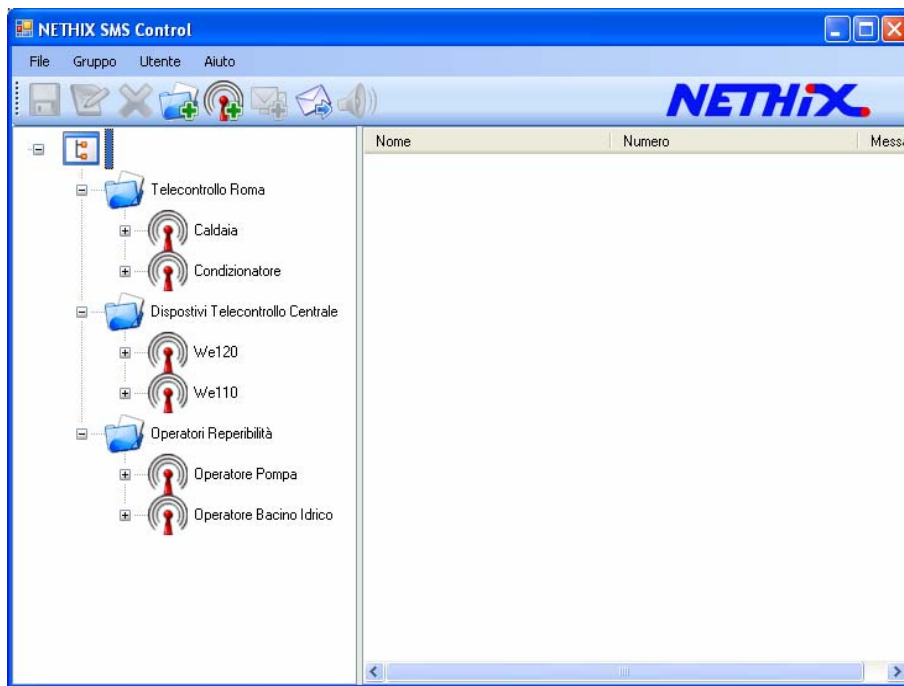 NETHIX SMS Control
File Gruppo Utente Aiuto
NETHIX
Nome Numero Messa
Telecontrollo Roma
Caldaia
Condizionatore
Dispostivi Telecontrollo Centrale
We120
We110
Operatori Reperibilità
Operatore Pompa
Operatore Bacino Idrico